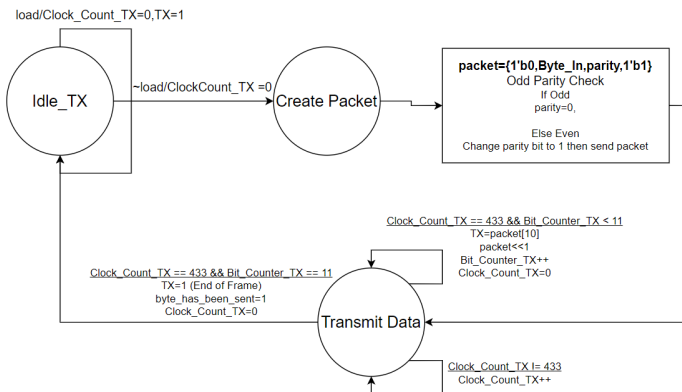 load/Clock_Count_TX=0,TX=1
Idle_TX
~load/ClockCount_TX =0
Create Packet
packet={1'b0,Byte_In,parity,1'b1}
Odd Parity Check
If Odd
parity=0,
Else Even
Change parity bit to 1 then send packet
Clock_Count_TX == 433 && Bit_Counter_TX < 11
TX=packet[10]
packet<<1
Bit_Counter_TX++
Clock_Count_TX=0
Clock_Count_TX == 433 && Bit_Counter_TX == 11
TX=1 (End of Frame)
byte_has_been_sent=1
Clock_Count_TX=0
Transmit Data
Clock_Count_TX != 433
Clock_Count_TX++